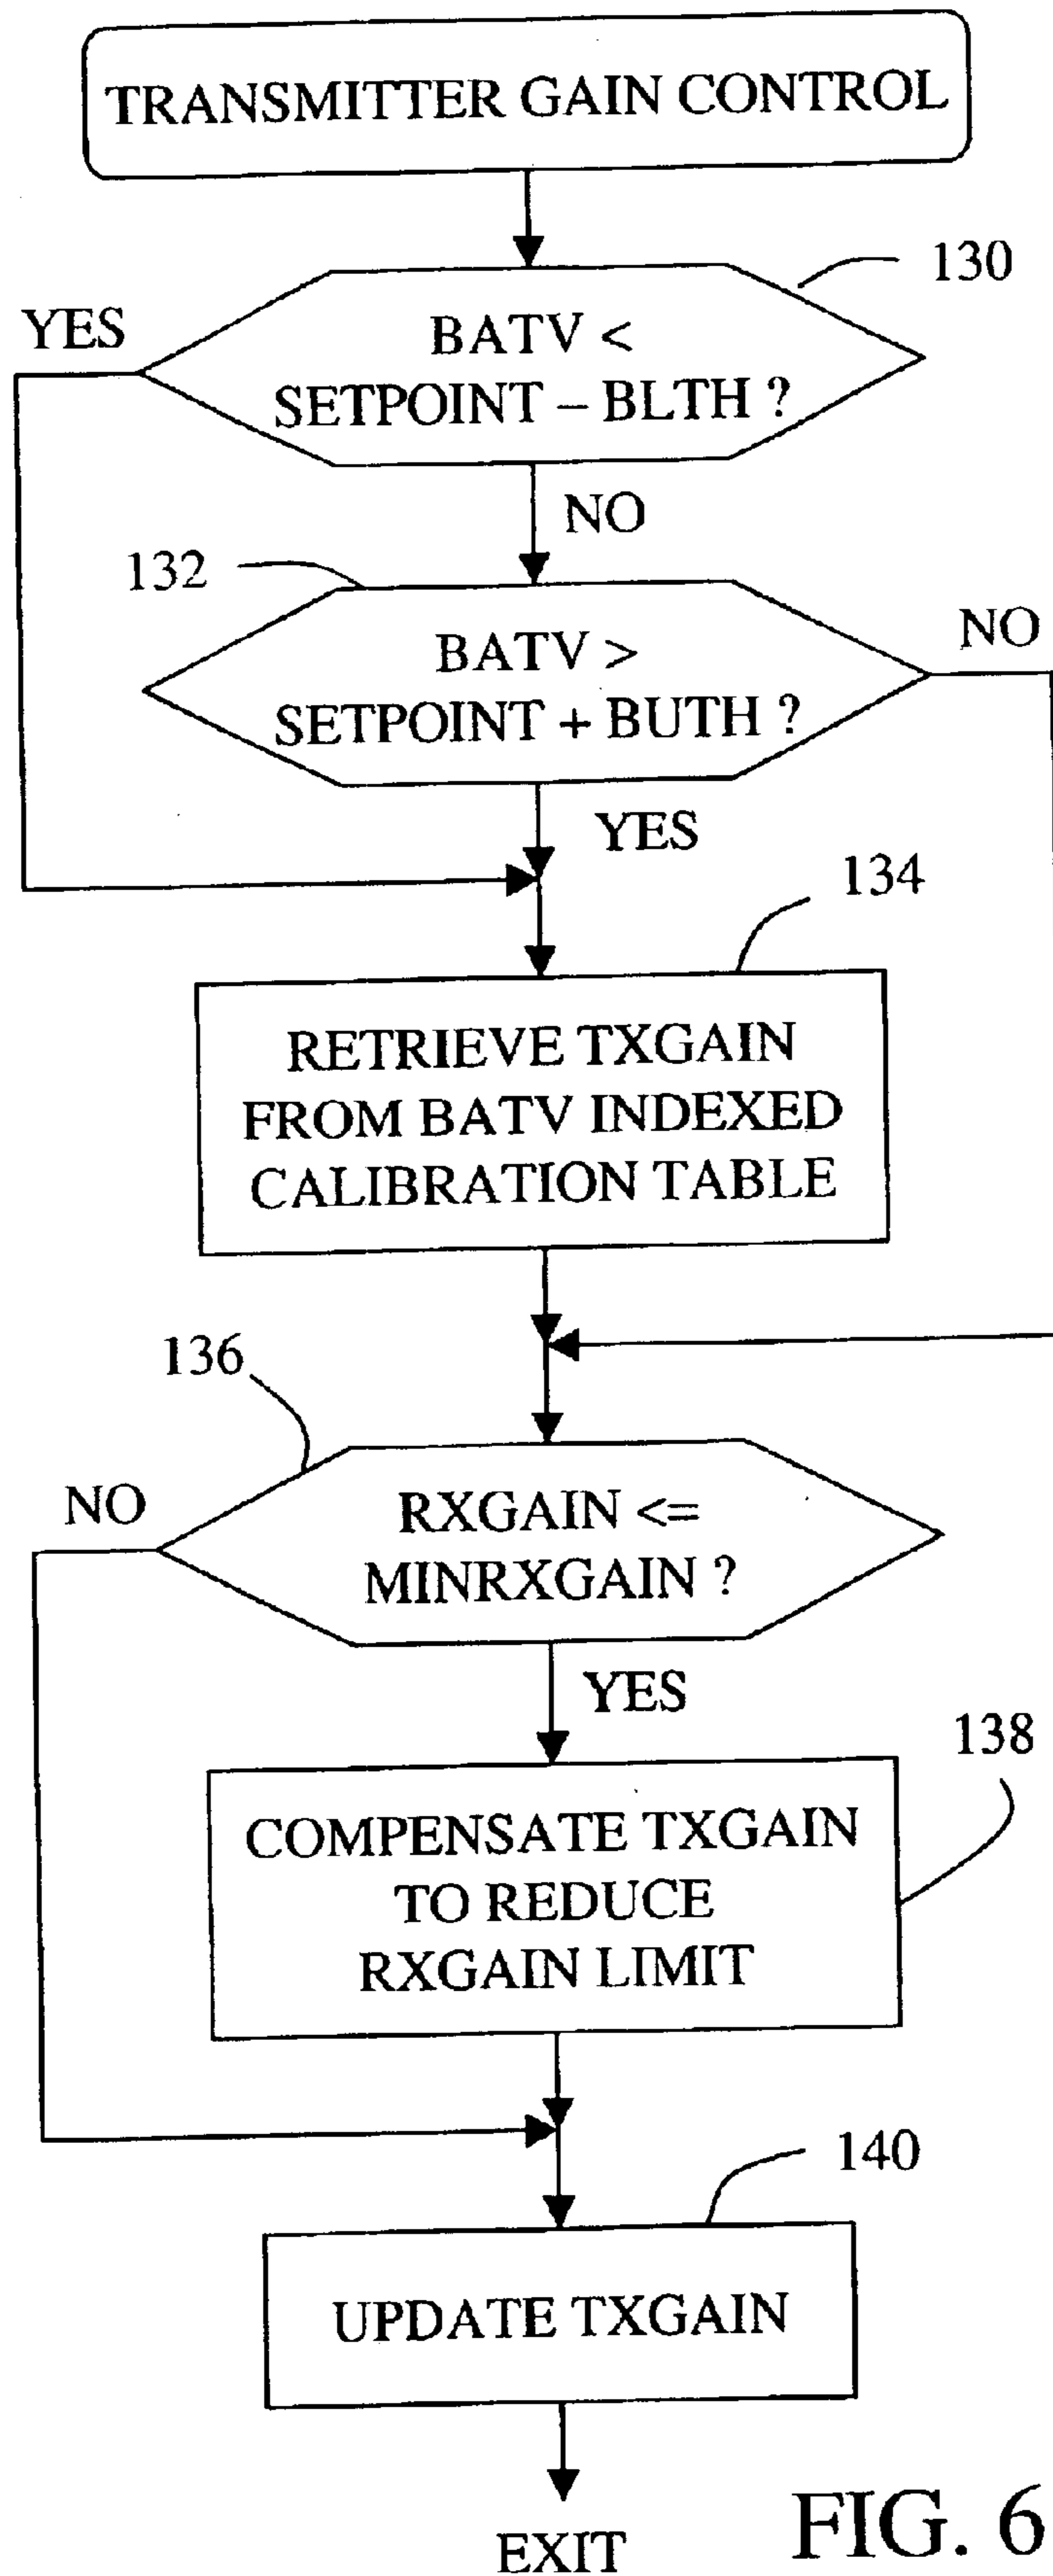 TRANSMITTER GAIN CONTROL
130
YES
BATV <
SETPOINT – BLTH ?
NO
132
BATV >
SETPOINT + BUTH ?
NO
YES
134
RETRIEVE TXGAIN
FROM BATV INDEXED
CALIBRATION TABLE
136
NO
RXGAIN <=
MINRXGAIN ?
YES
138
COMPENSATE TXGAIN
TO REDUCE
RXGAIN LIMIT
140
UPDATE TXGAIN
EXIT
FIG. 6